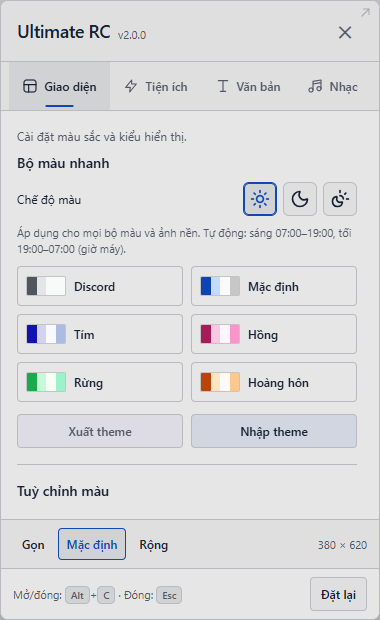 Ultimate RC v2.0.0
Giao diện Tiện ích Văn bản Nhạc
Cài đặt màu sắc và kiểu hiển thị.
Bộ màu nhanh
Chế độ màu
Áp dụng cho mọi bộ màu và ảnh nền. Tự động: sáng 07:00–19:00, tối
19:00–07:00 (giờ máy).
Discord Mặc định
Tím Hồng
Rừng Hoàng hôn
Xuất theme Nhập theme
Tuỳ chỉnh màu
Gọn Mặc định Rộng 380 × 620
Mở/đóng: Alt + C · Đóng: Esc Đặt lại